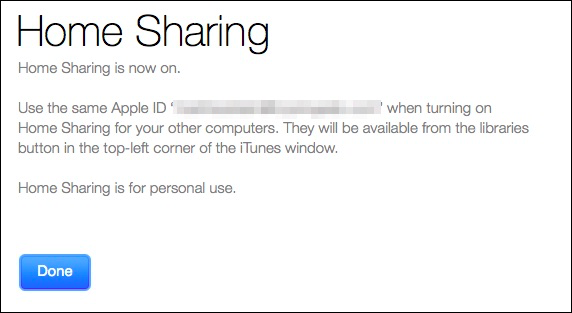 Home Sharing
Home Sharing is now on.
Use the same Apple ID “ ” when turning on
Home Sharing for your other computers. They will be available from the libraries
button in the top-left corner of the iTunes window.
Home Sharing is for personal use.
Done